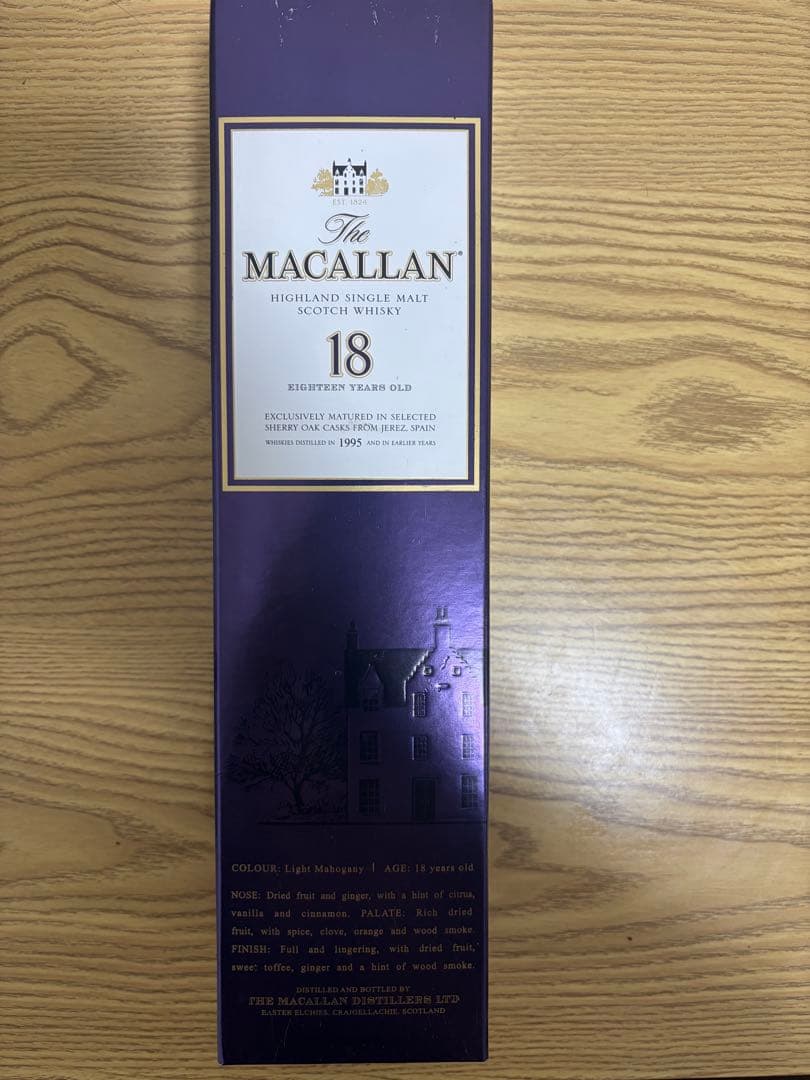 EST. 1824
The
MACALLAN®
HIGHLAND SINGLE MALT
SCOTCH WHISKY
18
EIGHTEEN YEARS OLD
EXCLUSIVELY MATURED IN SELECTED
SHERRY OAK CASKS FROM JEREZ, SPAIN
WHISKIES DISTILLED IN 1995 AND IN EARLIER YEARS
COLOUR: Light Mahogany | AGE: 18 years old
NOSE: Dried fruit and ginger, with a hint of citrus,
vanilla and cinnamon. PALATE: Rich dried
fruit, with spice, clove, orange and wood smoke.
FINISH: Full and lingering, with dried fruit,
sweet toffee, ginger and a hint of wood smoke.
DISTILLED AND BOTTLED BY
THE MACALLAN DISTILLERS LTD
EASTER ELCHIES, CRAIGELLACHIE, SCOTLAND